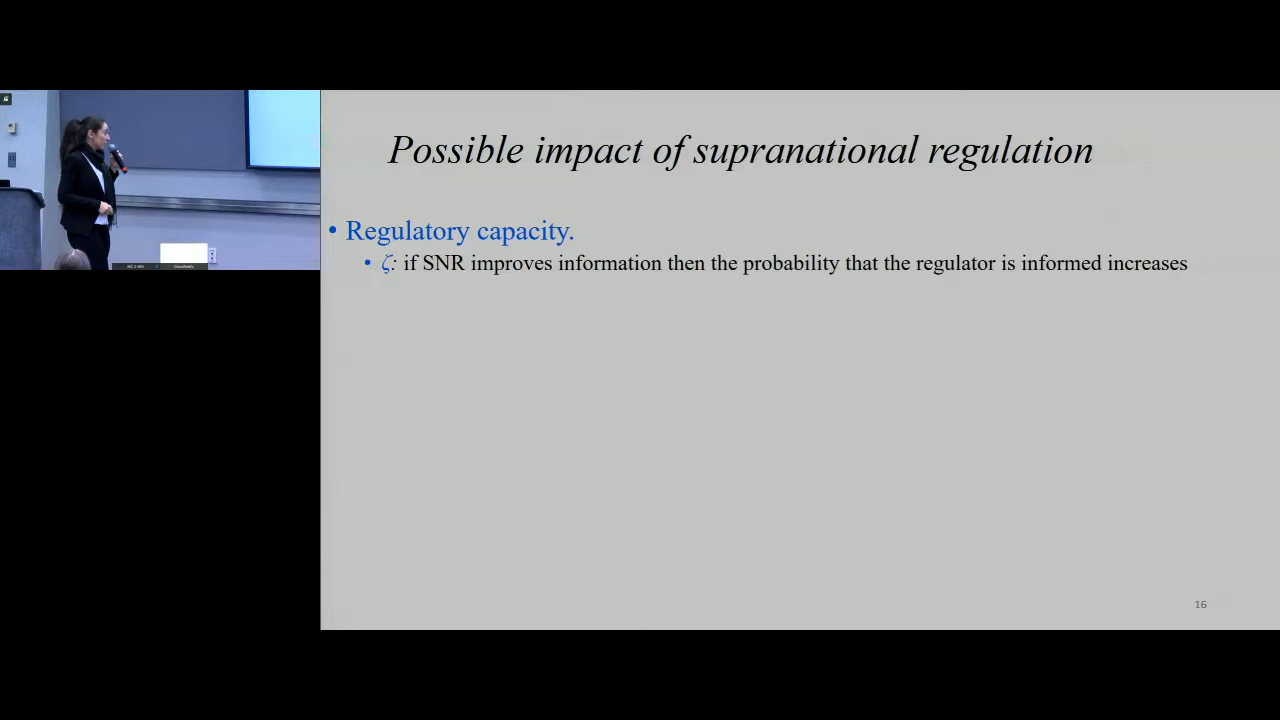 Possible impact of supranational regulation
• Regulatory capacity.
• ζ: if SNR improves information then the probability that the regulator is informed increases
16